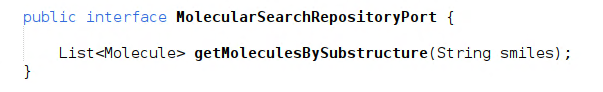 public interface MolecularSearchRepositoryPort {
List<Molecule> getMoleculesBySubstructure(String smiles);
}